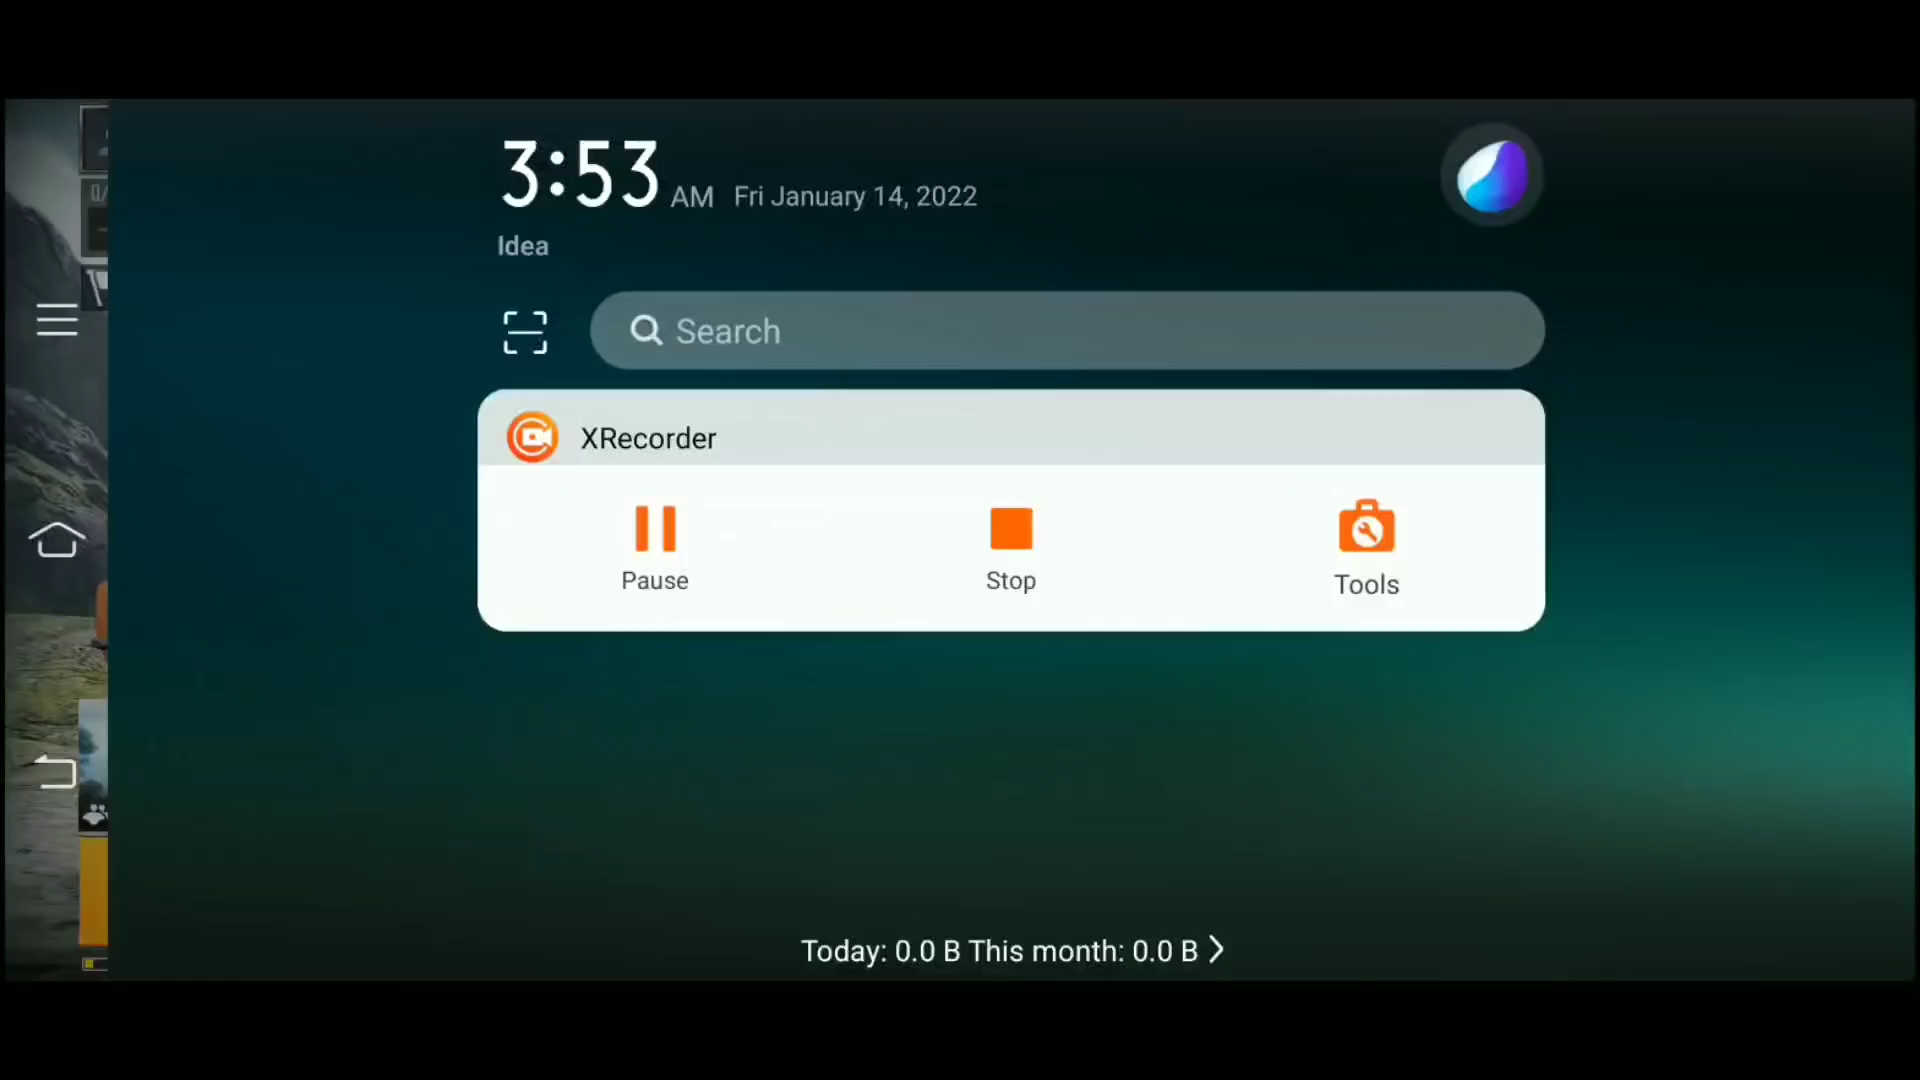 3:53 AM Fri January 14, 2022
Idea
Search
XRecorder
Pause
Stop
Tools
Today: 0.0 B This month: 0.0 B